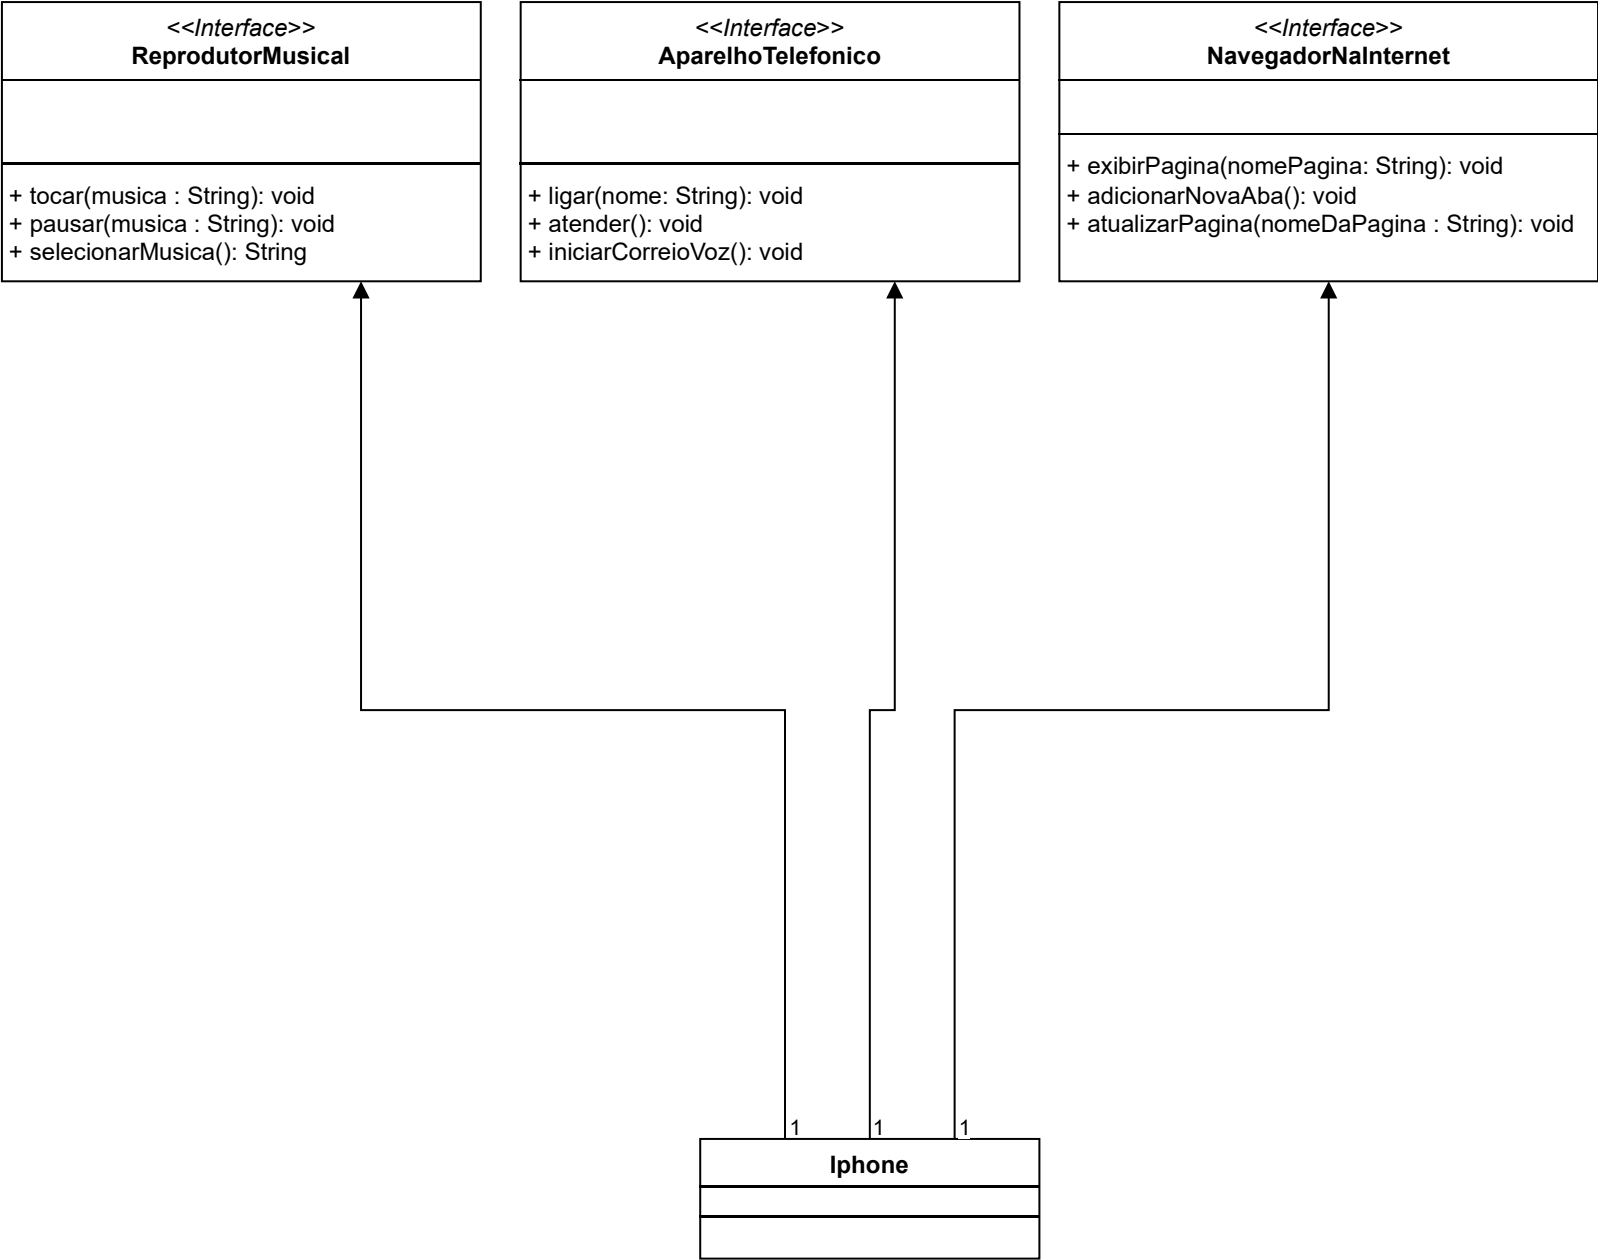 <<Interface>>
ReprodutorMusical
+ tocar(musica : String): void
+ pausar(musica : String): void
+ selecionarMusica(): String
<<Interface>>
AparelhoTelefonico
+ ligar(nome: String): void
+ atender(): void
+ iniciarCorreioVoz(): void
<<Interface>>
NavegadorNaInternet
+ exibirPagina(nomePagina: String): void
+ adicionarNovaAba(): void
+ atualizarPagina(nomeDaPagina : String): void
1
1
1
Iphone